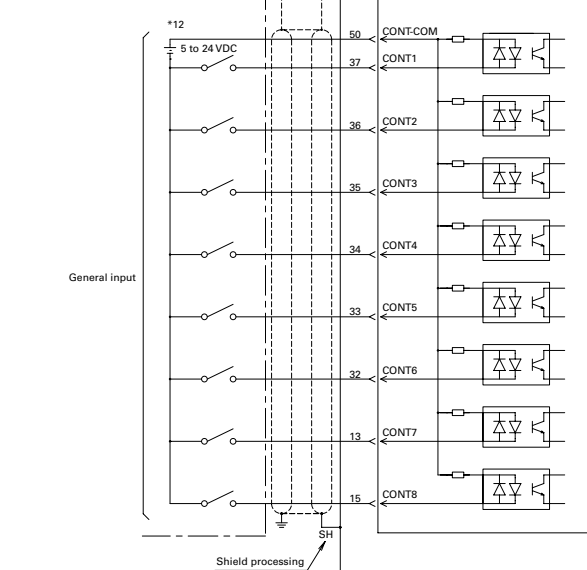 *12
5 to 24 VDC
50 CONT-COM
37 CONT1
36 CONT2
35 CONT3
34 CONT4
General input
33 CONT5
32 CONT6
13 CONT7
15 CONT8
SH
Shield processing